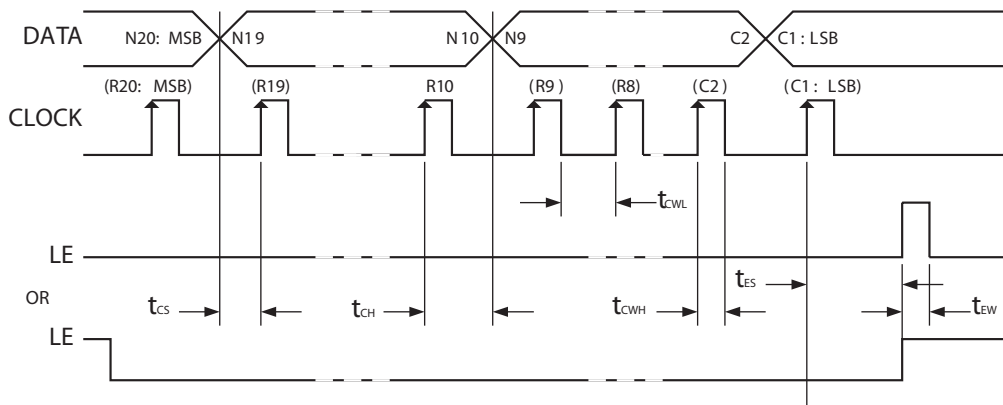 DATA N20: MSB N19 N10 N9 C2 C1: LSB
(R20: MSB) (R19) R10 (R9) (R8) (C2) (C1: LSB)
CLOCK
tCWL
LE
tES
OR
tCS tCH tCWH tEW
LE